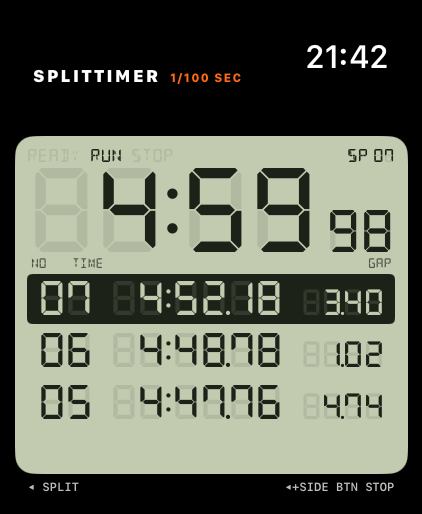 21:42
SPLITTIMER 1/100 SEC
READY RUN STOP SP 07
4:59 98
NO TIME GAP
07 4:52.18 3.40
06 4:48.78 1.02
05 4:47.76 4.74
◂ SPLIT ◂+SIDE BTN STOP